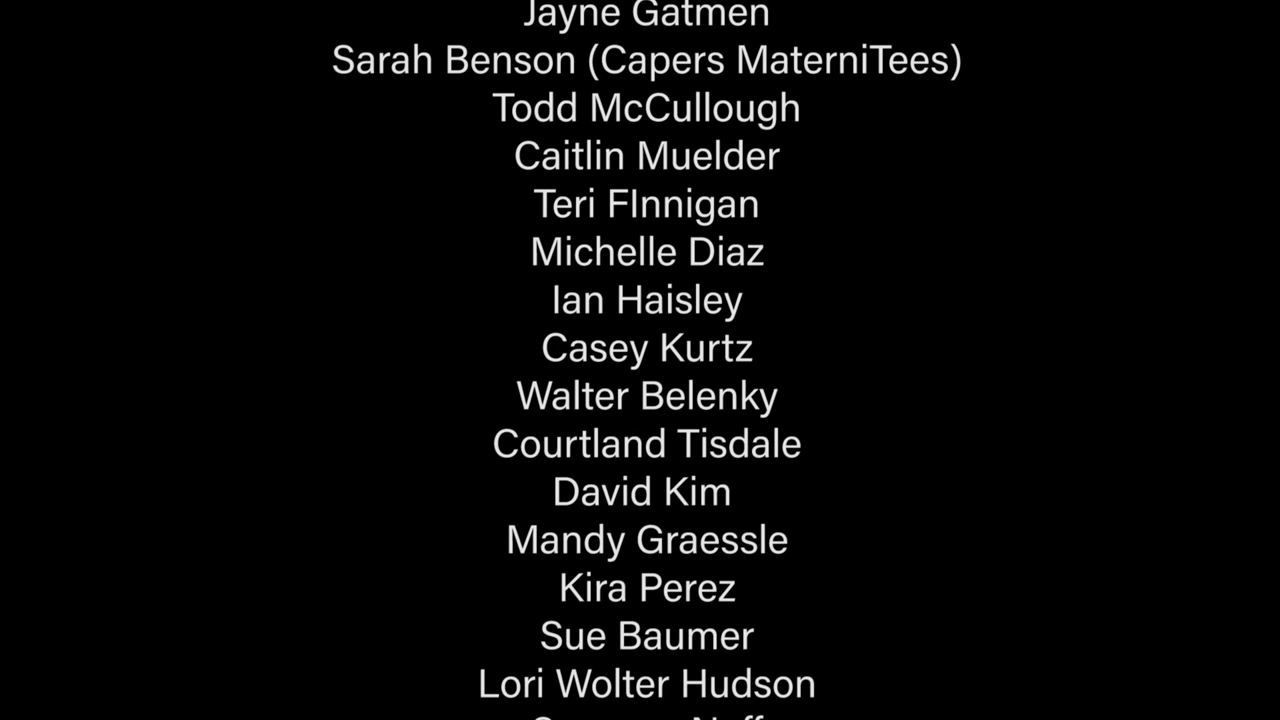 Jayne Gatmen
Sarah Benson (Capers MaterniTees)
Todd McCullough
Caitlin Muelder
Teri FInnigan
Michelle Diaz
Ian Haisley
Casey Kurtz
Walter Belenky
Courtland Tisdale
David Kim
Mandy Graessle
Kira Perez
Sue Baumer
Lori Wolter Hudson